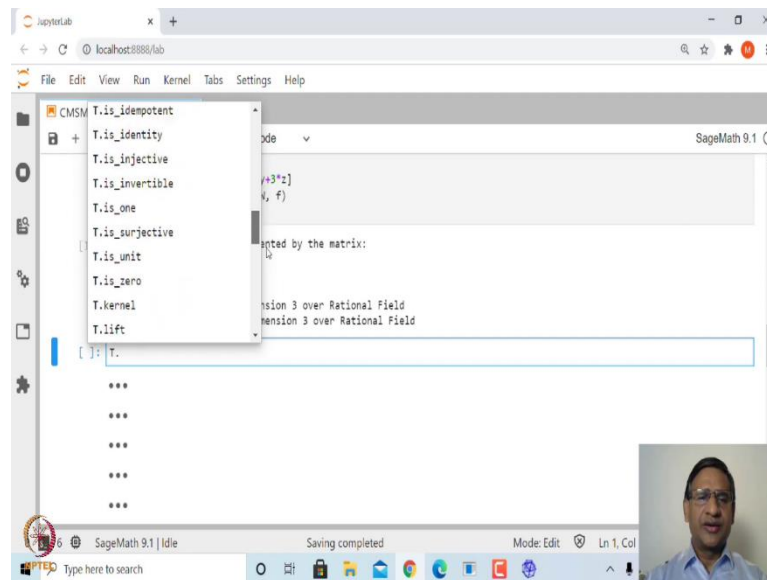 JupyterLab
localhost:8888/lab
File Edit View Run Kernel Tabs Settings Help
CMSM
SageMath 9.1
T.is_idempotent
T.is_identity
T.is_injective
T.is_invertible
T.is_one
T.is_surjective
T.is_unit
T.is_zero
T.kernel
T.lift
ode
y+3*z]
, f)
ented by the matrix:
nsion 3 over Rational Field
mension 3 over Rational Field
[ ]: T.
6 SageMath 9.1 | Idle Saving completed Mode: Edit Ln 1, Col
Type here to search